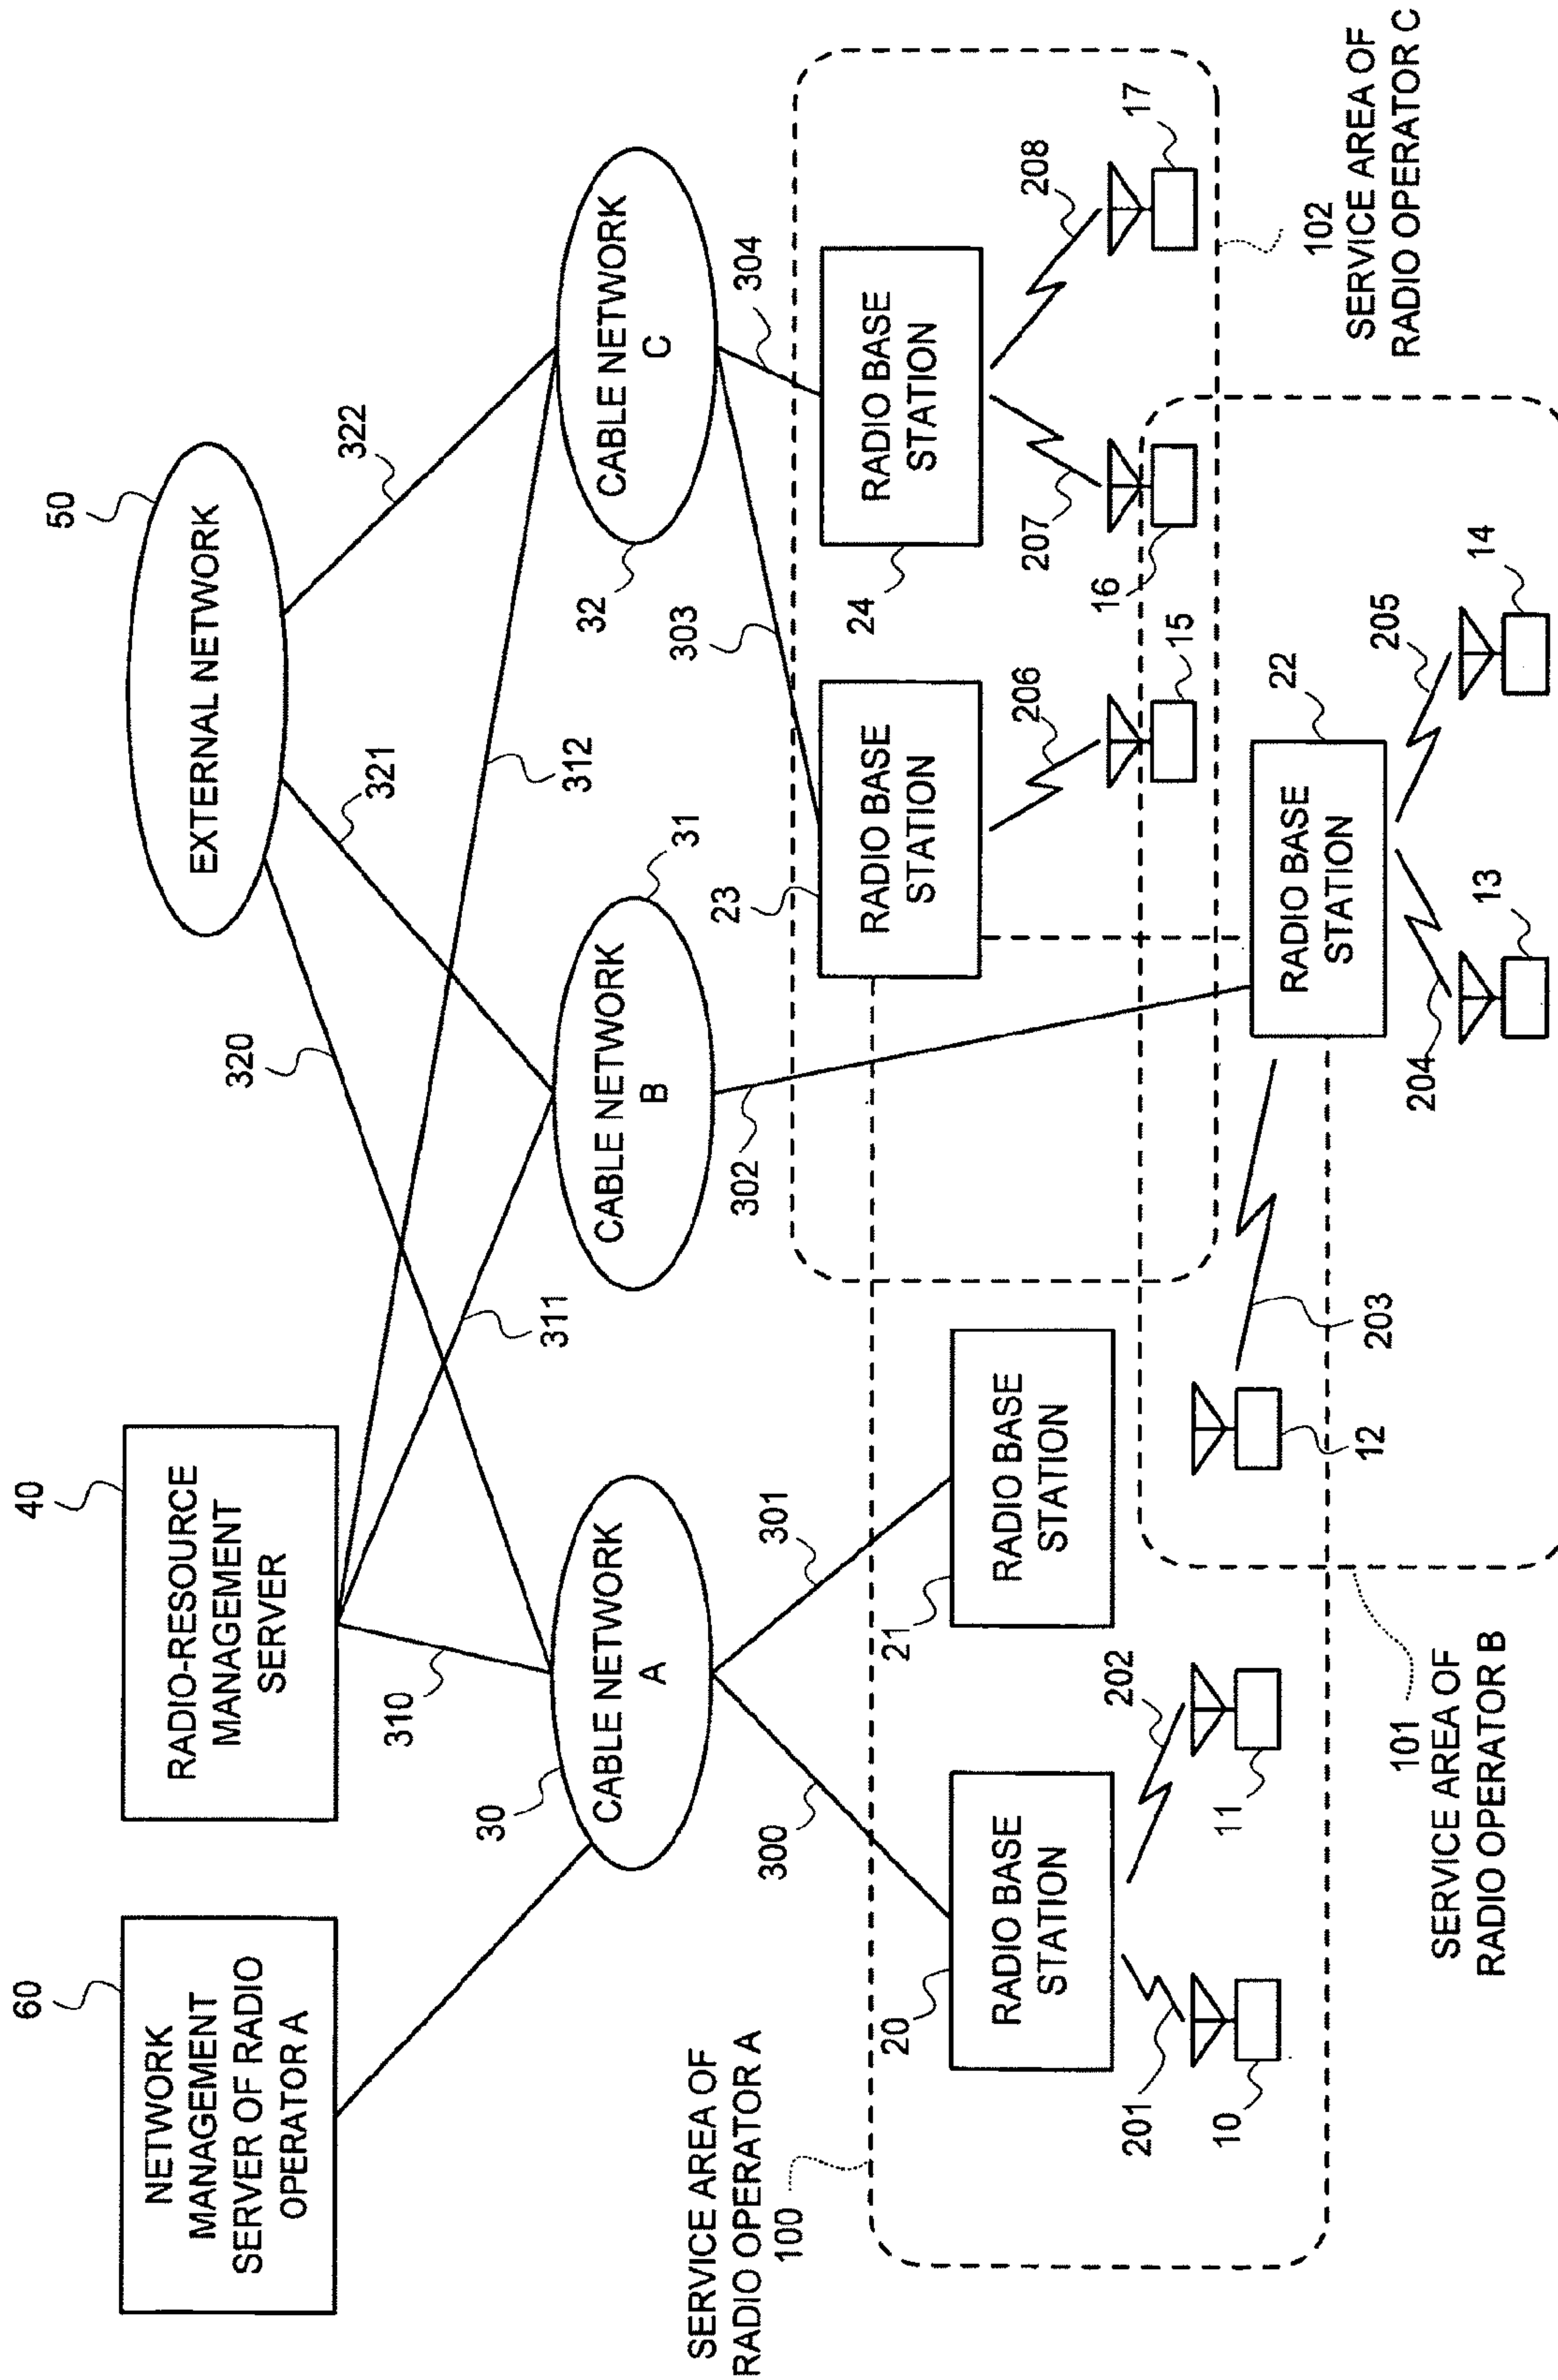 60
NETWORK
MANAGEMENT
SERVER OF RADIO
OPERATOR A
40
RADIO-RESOURCE
MANAGEMENT
SERVER
50
EXTERNAL NETWORK
310
311
320
312
321
322
30
CABLE NETWORK
A
31
CABLE NETWORK
B
32
CABLE NETWORK
C
SERVICE AREA OF
RADIO OPERATOR A
100
300
301
302
303
304
20
RADIO BASE
STATION
21
RADIO BASE
STATION
23
RADIO BASE
STATION
24
RADIO BASE
STATION
201
202
206
207
208
10
11
12
15
16
17
203
22
RADIO BASE
STATION
204
205
13
14
101
SERVICE AREA OF
RADIO OPERATOR B
102
SERVICE AREA OF
RADIO OPERATOR C